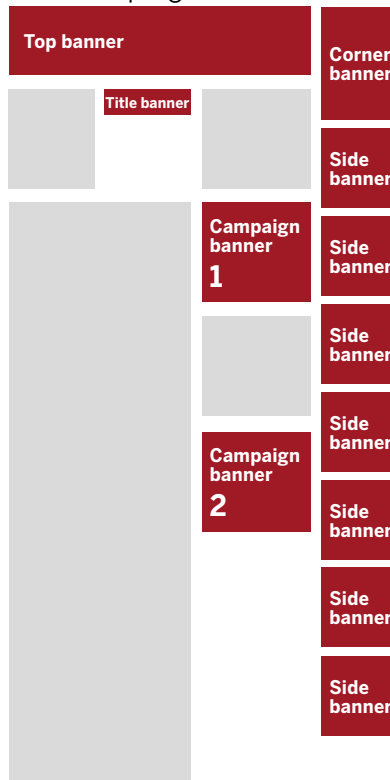 Top banner
Corner
banner
Title banner
Side
banner
Campaign
banner
1
Side
banner
Side
banner
Side
banner
Campaign
banner
2
Side
banner
Side
banner
Side
banner